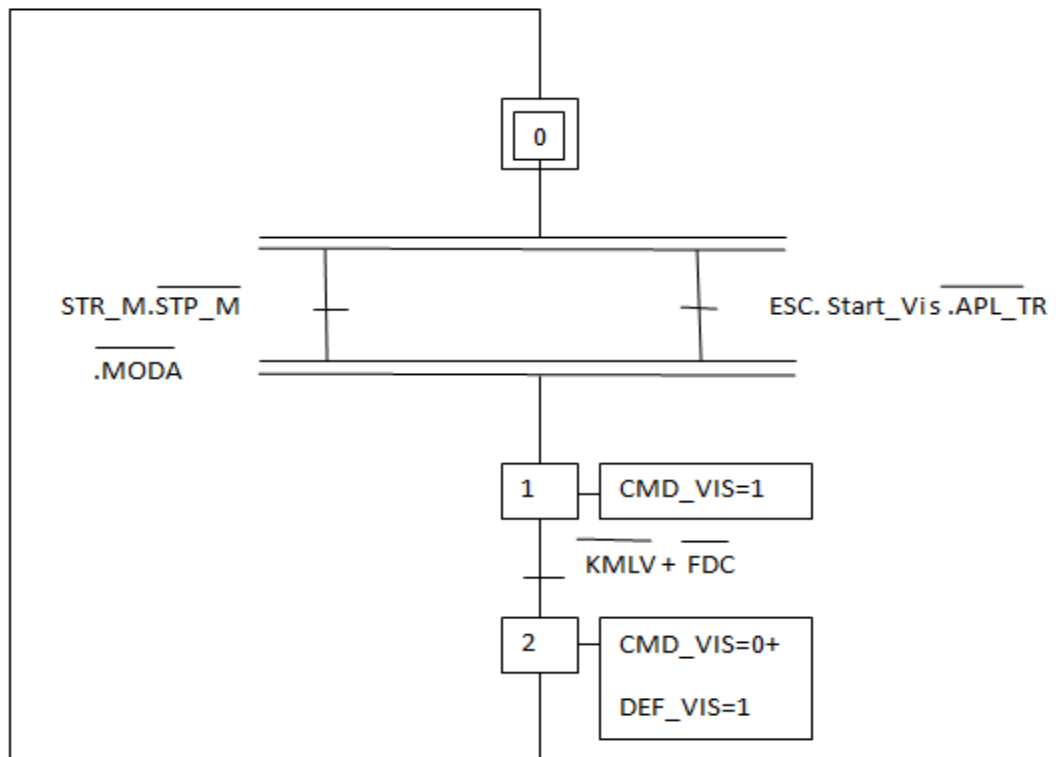 0
STR_M.STP_M
.MODA
ESC. Start_Vis .APL_TR
1
CMD_VIS=1
KMLV + FDC
2
CMD_VIS=0+
DEF_VIS=1